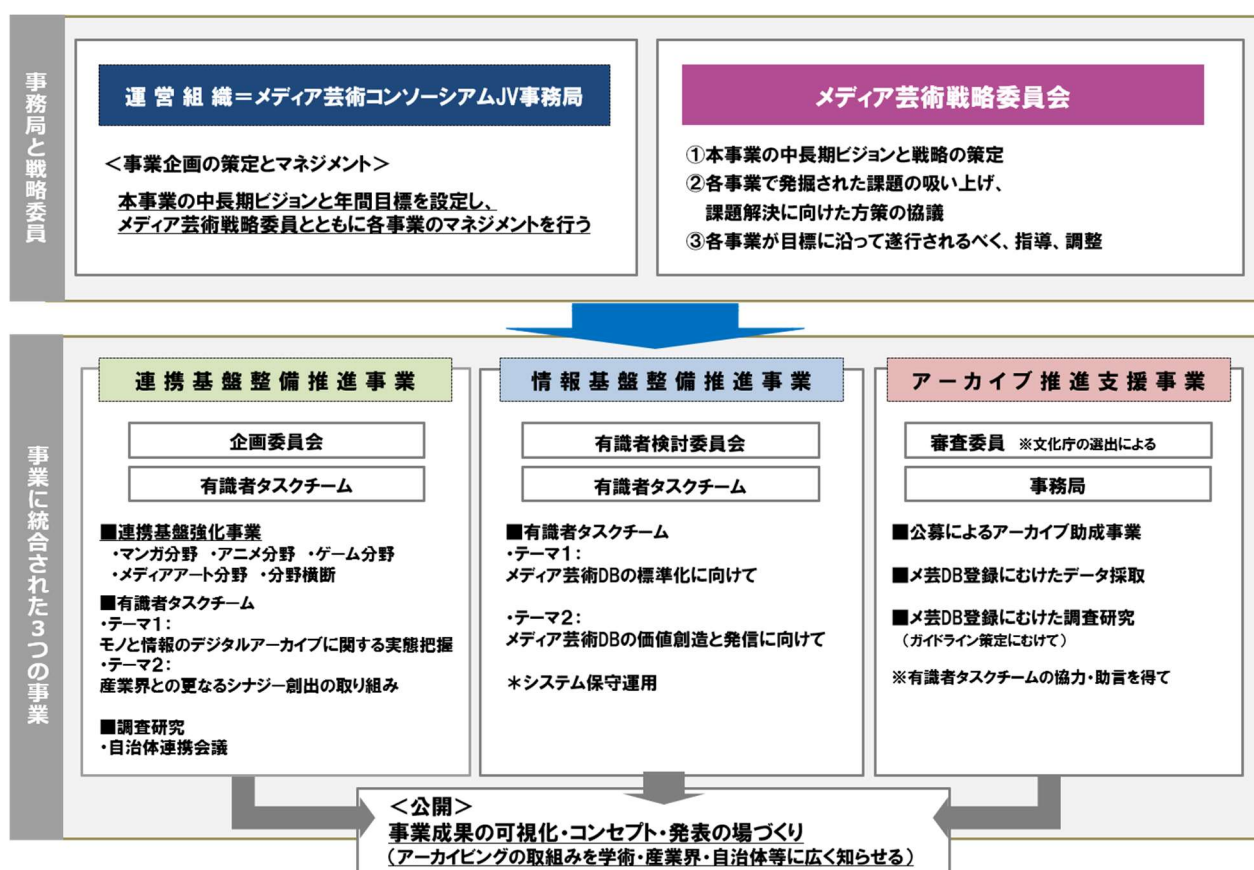 事務局と戦略委員
運営組織＝メディア芸術コンソーシアムJV事務局
＜事業企画の策定とマネジメント＞
本事業の中長期ビジョンと年間目標を設定し、
メディア芸術戦略委員とともに各事業のマネジメントを行う
メディア芸術戦略委員会
①本事業の中長期ビジョンと戦略の策定
②各事業で発掘された課題の吸い上げ、
課題解決に向けた方策の協議
③各事業が目標に沿って遂行されるべく、指導、調整
事業に統合された3つの事業
連携基盤整備推進事業
企画委員会
有識者タスクチーム
■連携基盤強化事業
・マンガ分野 ・アニメ分野 ・ゲーム分野
・メディアアート分野 ・分野横断
■有識者タスクチーム
・テーマ1：
モノと情報のデジタルアーカイブに関する実態把握
・テーマ2：
産業界との更なるシナジー創出の取り組み
■調査研究
・自治体連携会議
情報基盤整備推進事業
有識者検討委員会
有識者タスクチーム
■有識者タスクチーム
・テーマ1：
メディア芸術DBの標準化に向けて
・テーマ2：
メディア芸術DBの価値創造と発信に向けて
＊システム保守運用
アーカイブ推進支援事業
審査委員 ※文化庁の選出による
事務局
■公募によるアーカイブ助成事業
■メ芸DB登録にむけたデータ採取
■メ芸DB登録にむけた調査研究
（ガイドライン策定にむけて）
※有識者タスクチームの協力・助言を得て
＜公開＞
事業成果の可視化・コンセプト・発表の場づくり
（アーカイビングの取組みを学術・産業界・自治体等に広く知らせる）